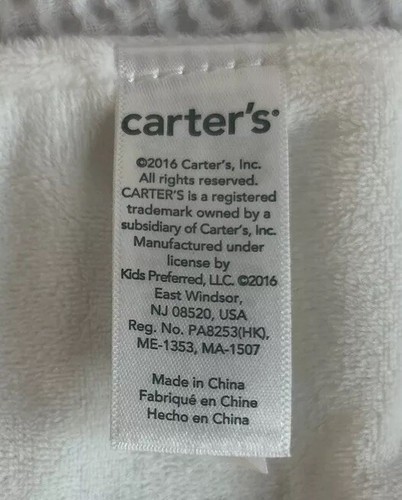 carter's®
©2016 Carter's, Inc.
All rights reserved.
CARTER'S is a registered
trademark owned by a
subsidiary of Carter's, Inc.
Manufactured under
license by
Kids Preferred, LLC. ©2016
East Windsor,
NJ 08520, USA
Reg. No. PA8253(HK),
ME-1353, MA-1507
Made in China
Fabriqué en Chine
Hecho en China